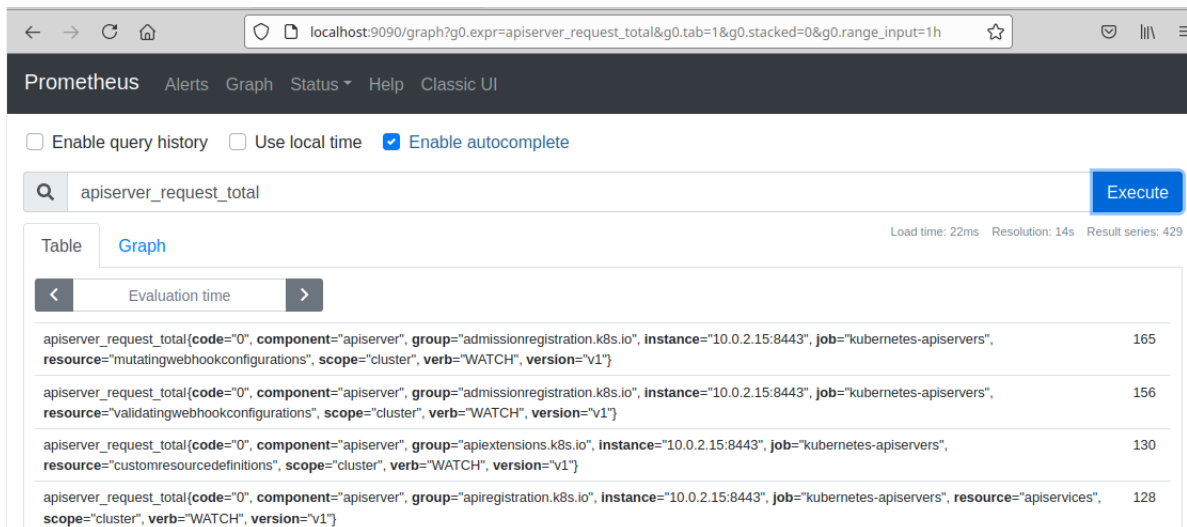 localhost:9090/graph?g0.expr=apiserver_request_total&g0.tab=1&g0.stacked=0&g0.range_input=1h
Prometheus Alerts Graph Status Help Classic UI
Enable query history Use local time Enable autocomplete
apiserver_request_total Execute
Load time: 22ms Resolution: 14s Result series: 429
Table Graph
Evaluation time
apiserver_request_total{code="0", component="apiserver", group="admissionregistration.k8s.io", instance="10.0.2.15:8443", job="kubernetes-apiservers", 165
resource="mutatingwebhookconfigurations", scope="cluster", verb="WATCH", version="v1"}
apiserver_request_total{code="0", component="apiserver", group="admissionregistration.k8s.io", instance="10.0.2.15:8443", job="kubernetes-apiservers", 156
resource="validatingwebhookconfigurations", scope="cluster", verb="WATCH", version="v1"}
apiserver_request_total{code="0", component="apiserver", group="apiextensions.k8s.io", instance="10.0.2.15:8443", job="kubernetes-apiservers", 130
resource="customresourcedefinitions", scope="cluster", verb="WATCH", version="v1"}
apiserver_request_total{code="0", component="apiserver", group="apiregistration.k8s.io", instance="10.0.2.15:8443", job="kubernetes-apiservers", resource="apiservices", 128
scope="cluster", verb="WATCH", version="v1"}